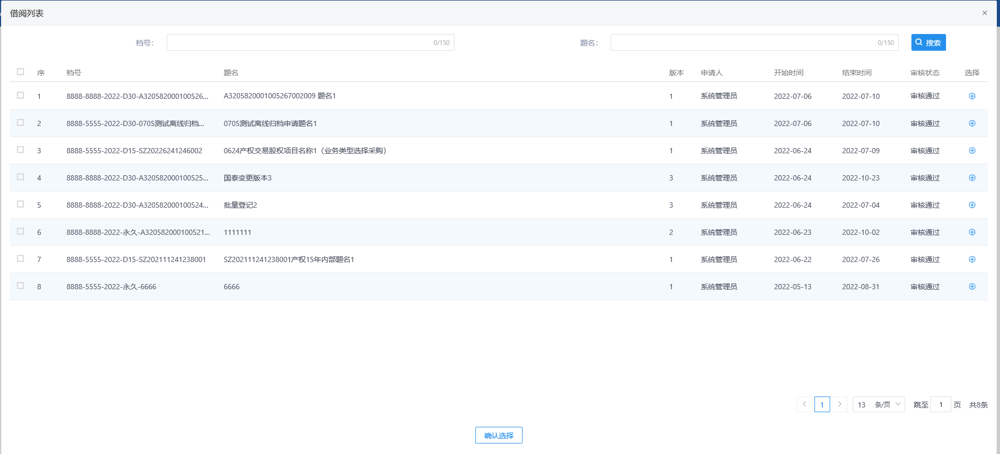 借阅列表
档号： 0/150 题名： 0/150 搜索
序 档号 题名 版本 申请人 开始时间 结束时间 审核状态 选择
1 8888-8888-2022-D30-A320582000100526... A3205820001005267002009 题名1 1 系统管理员 2022-07-06 2022-07-10 审核通过
2 8888-5555-2022-D30-0705测试离线归档... 0705测试离线归档申请题名1 1 系统管理员 2022-07-06 2022-07-10 审核通过
3 8888-5555-2022-D15-SZ20226241246002 0624产权交易股权项目名称1（业务类型选择采购） 1 系统管理员 2022-06-24 2022-07-09 审核通过
4 8888-8888-2022-D30-A320582000100525... 国泰变更版本3 3 系统管理员 2022-06-24 2022-10-23 审核通过
5 8888-8888-2022-D30-A320582000100524... 批量登记2 3 系统管理员 2022-06-24 2022-07-04 审核通过
6 8888-8888-2022-永久-A320582000100521... 1111111 2 系统管理员 2022-06-23 2022-10-02 审核通过
7 8888-5555-2022-D15-SZ202111241238001 SZ202111241238001产权15年内部题名1 1 系统管理员 2022-06-22 2022-07-26 审核通过
8 8888-5555-2022-永久-6666 6666 1 系统管理员 2022-05-13 2022-08-31 审核通过
1 13 条/页 跳至 1 页 共8条
确认选择